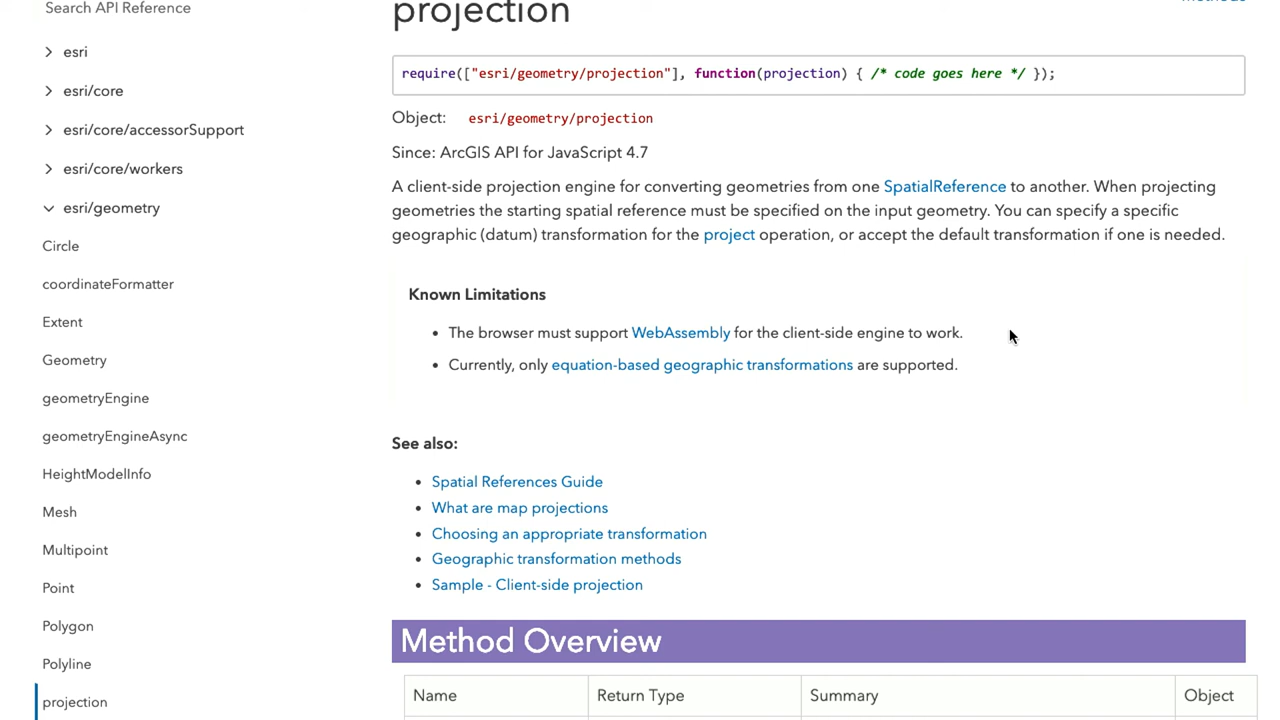 Search API Reference
esri
esri/core
esri/core/accessorSupport
esri/core/workers
esri/geometry
Circle
coordinateFormatter
Extent
Geometry
geometryEngine
geometryEngineAsync
HeightModelInfo
Mesh
Multipoint
Point
Polygon
Polyline
projection
projection
require(["esri/geometry/projection"], function(projection) { /* code goes here */ });
Object: esri/geometry/projection
Since: ArcGIS API for JavaScript 4.7
A client-side projection engine for converting geometries from one SpatialReference to another. When projecting
geometries the starting spatial reference must be specified on the input geometry. You can specify a specific
geographic (datum) transformation for the project operation, or accept the default transformation if one is needed.
Known Limitations
• The browser must support WebAssembly for the client-side engine to work.
• Currently, only equation-based geographic transformations are supported.
See also:
• Spatial References Guide
• What are map projections
• Choosing an appropriate transformation
• Geographic transformation methods
• Sample - Client-side projection
Method Overview
Name Return Type Summary Object